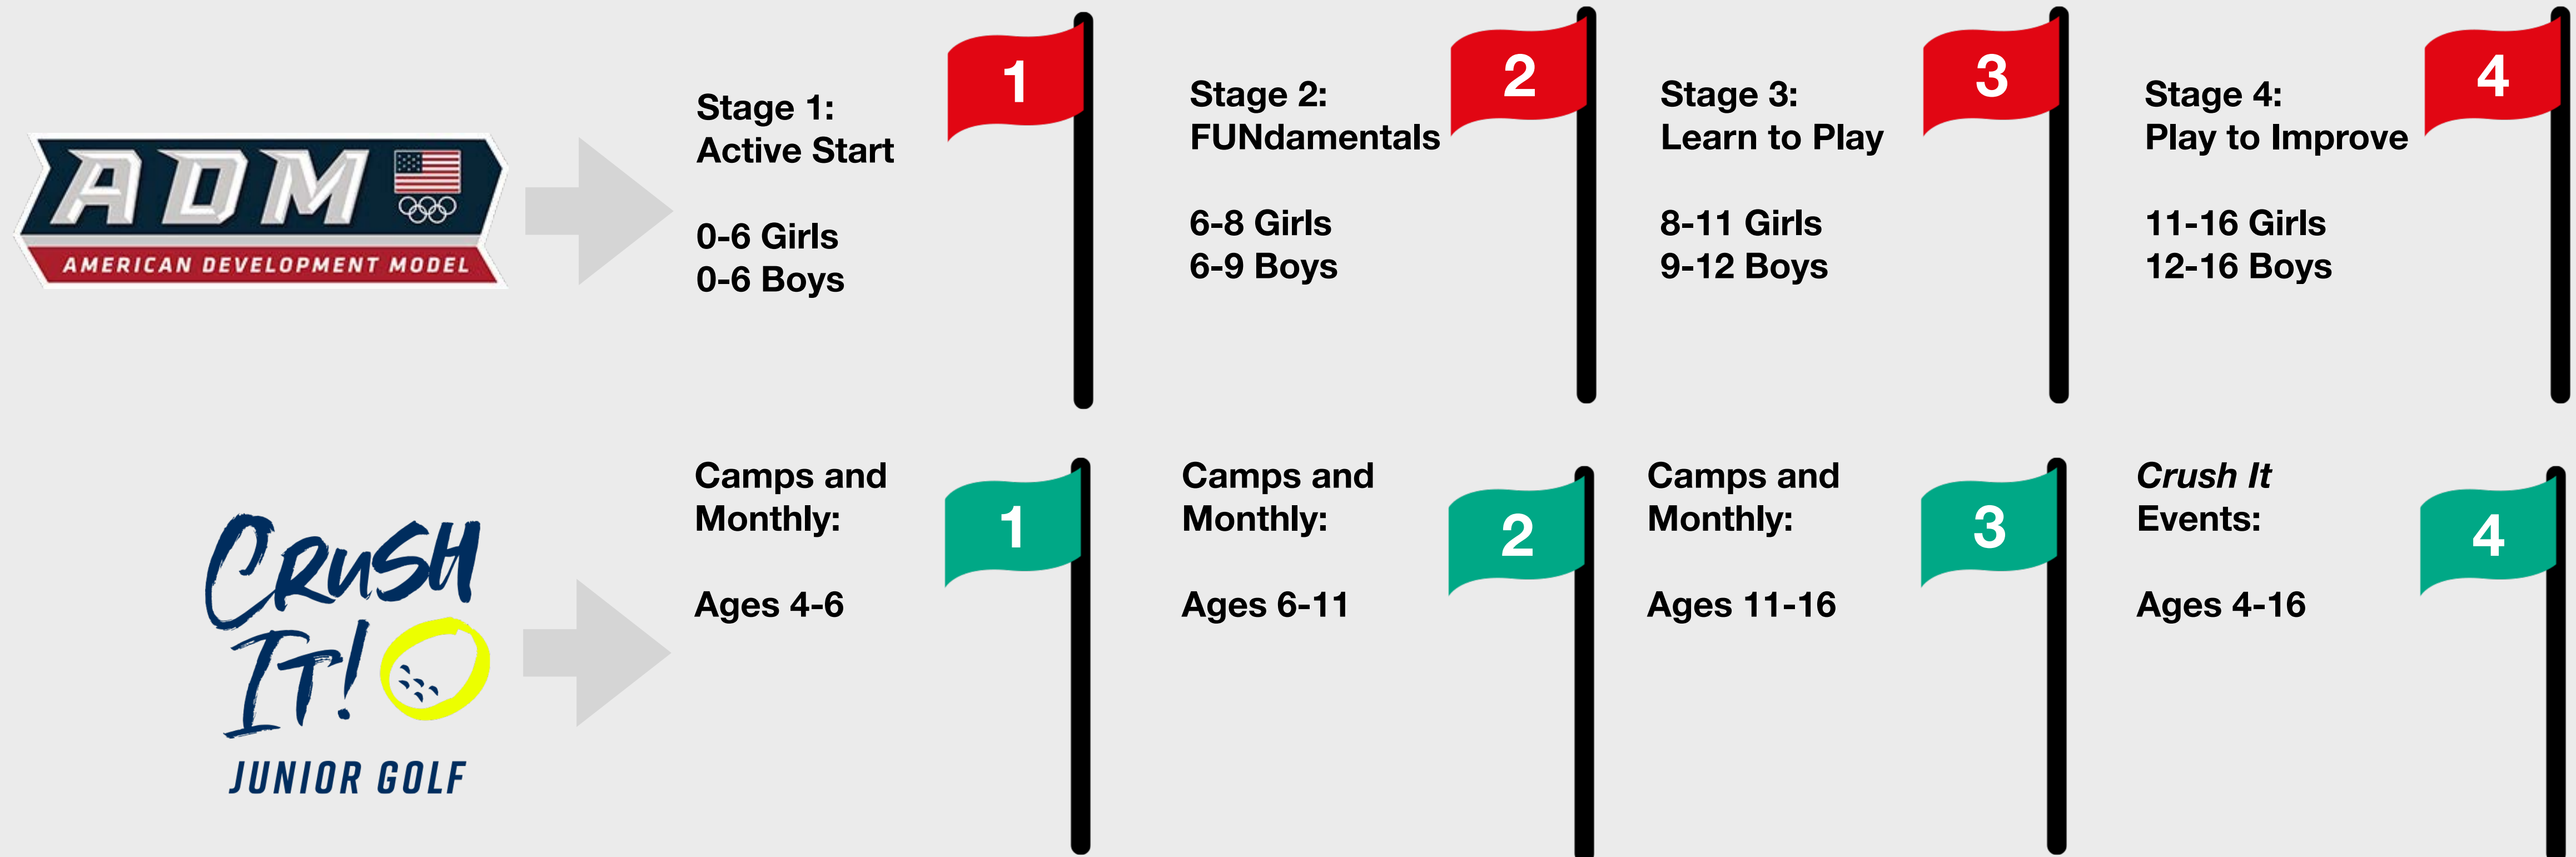 ADM
AMERICAN DEVELOPMENT MODEL
Stage 1:
Active Start
0-6 Girls
0-6 Boys
1
Stage 2:
FUNdamentals
6-8 Girls
6-9 Boys
2
Stage 3:
Learn to Play
8-11 Girls
9-12 Boys
3
Stage 4:
Play to Improve
11-16 Girls
12-16 Boys
4
CRUSH
IT!
JUNIOR GOLF
Camps and
Monthly:
Ages 4-6
1
Camps and
Monthly:
Ages 6-11
2
Camps and
Monthly:
Ages 11-16
3
Crush It
Events:
Ages 4-16
4